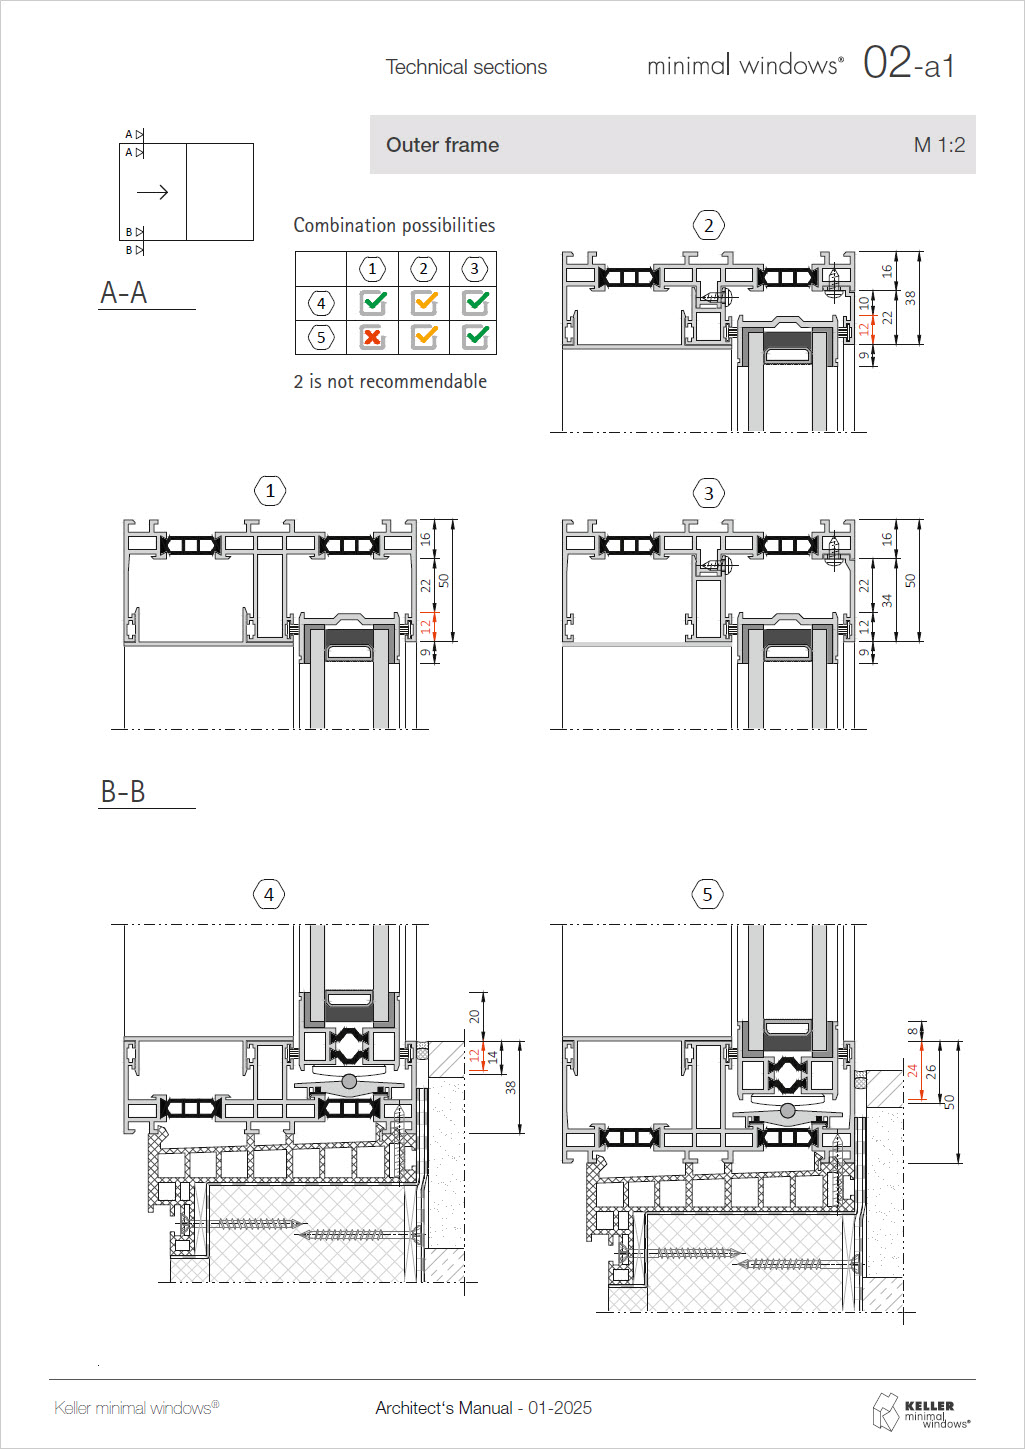 Technical sections
minimal windows® 02-a1
Outer frame
M 1:2
A
A
B
B
A-A
Combination possibilities
1 2 3
4
5
2 is not recommendable
2
16
38
10
22
12
9
1
16
22
50
12
9
3
16
22
34
50
12
9
B-B
4
20
12
14
38
5
8
24
26
50
Keller minimal windows®
Architect‘s Manual - 01-2025
KELLER
minimal
windows®